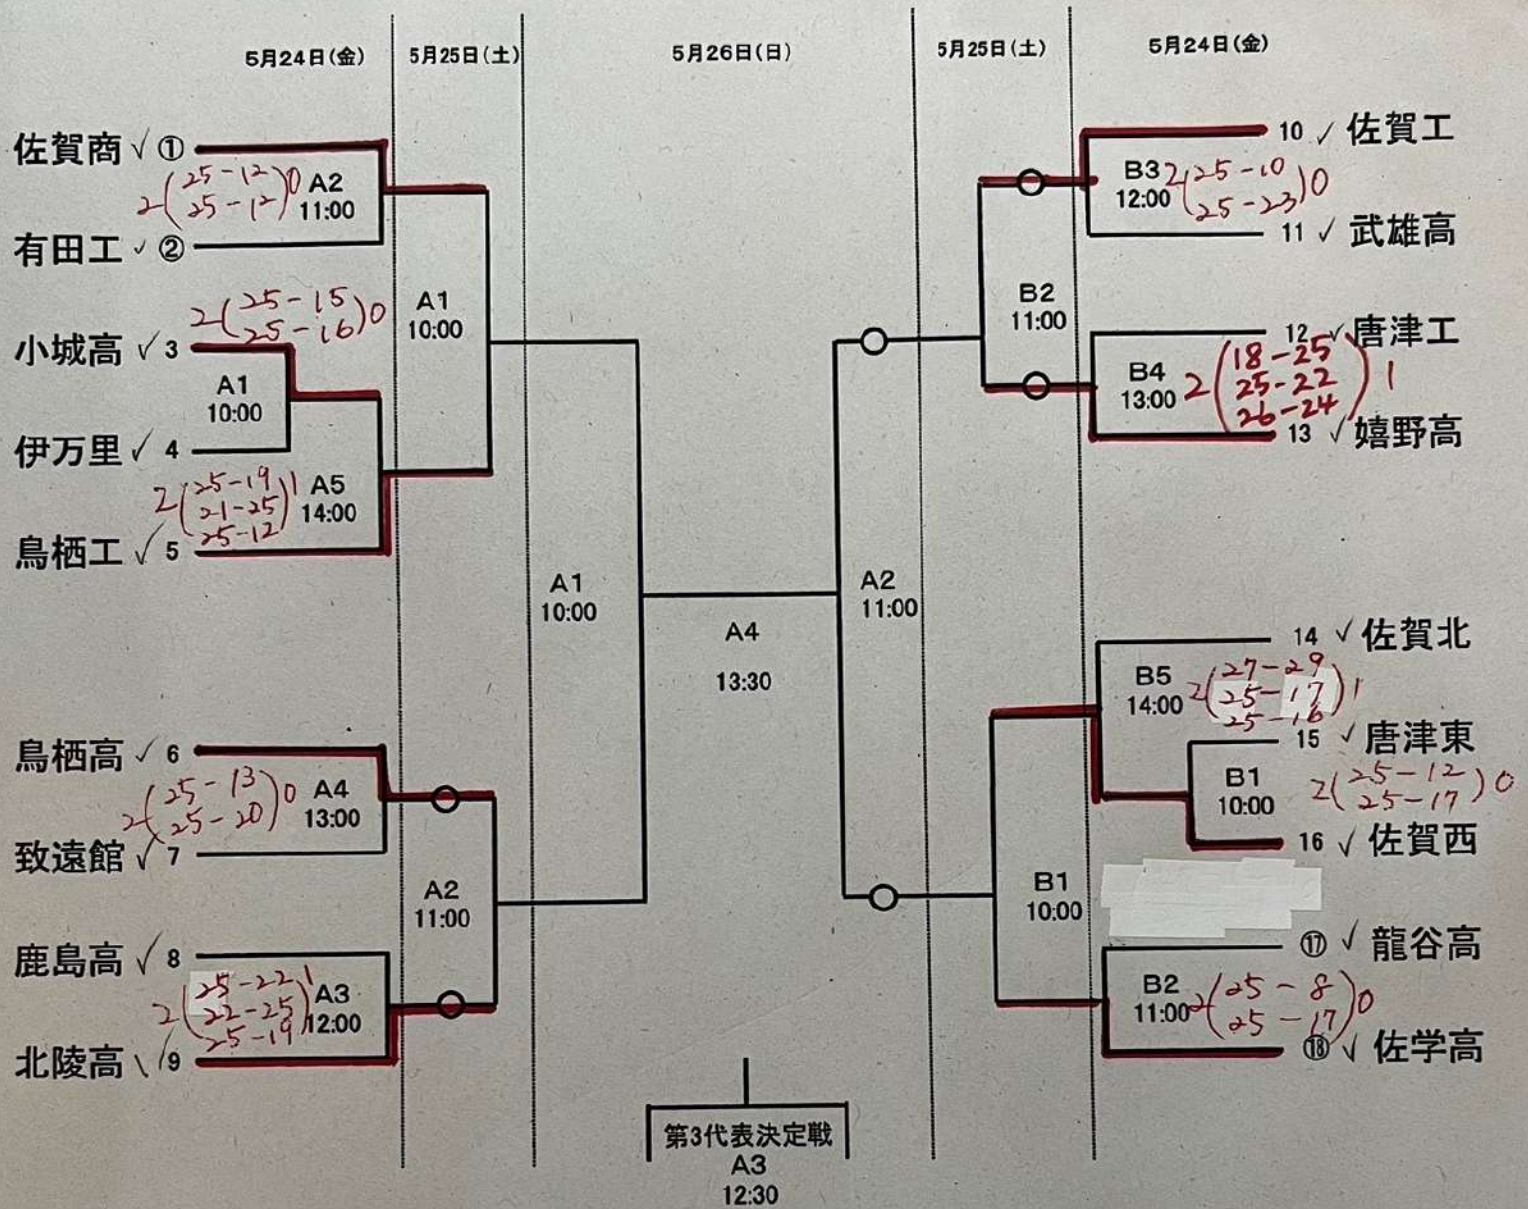 5月24日(金) 5月25日(土) 5月26日(日) 5月25日(土) 5月24日(金)
佐賀商 ✓ ①
2(25-12 25-12)0 A2
11:00
有田工 ✓ ②
2(25-15 25-16)0
小城高 ✓ 3
A1
10:00
伊万里 ✓ 4
2(25-19 21-25 25-12)1 A5
14:00
鳥栖工 ✓ 5
A1
10:00
鳥栖高 ✓ 6
2(25-13 25-20)0 A4
13:00
致遠館 ✓ 7
A2
11:00
鹿島高 ✓ 8
2(25-22 22-25 25-19)1 A3
12:00
北陵高 ✓ 9
A1
10:00
A4
13:30
A2
11:00
第3代表決定戦
A3
12:30
10 ✓ 佐賀工
B3 2(25-10 25-23)0
12:00
11 ✓ 武雄高
B2
11:00
12 ✓ 唐津工
B4 2(18-25 25-22 26-24)1
13:00
13 ✓ 嬉野高
14 ✓ 佐賀北
B5 2(27-29 25-17 25-16)1
14:00
15 ✓ 唐津東
B1 2(25-12 25-17)0
10:00
16 ✓ 佐賀西
B1
10:00
⑰ ✓ 龍谷高
B2 2(25-8 25-17)0
11:00
⑱ ✓ 佐学高